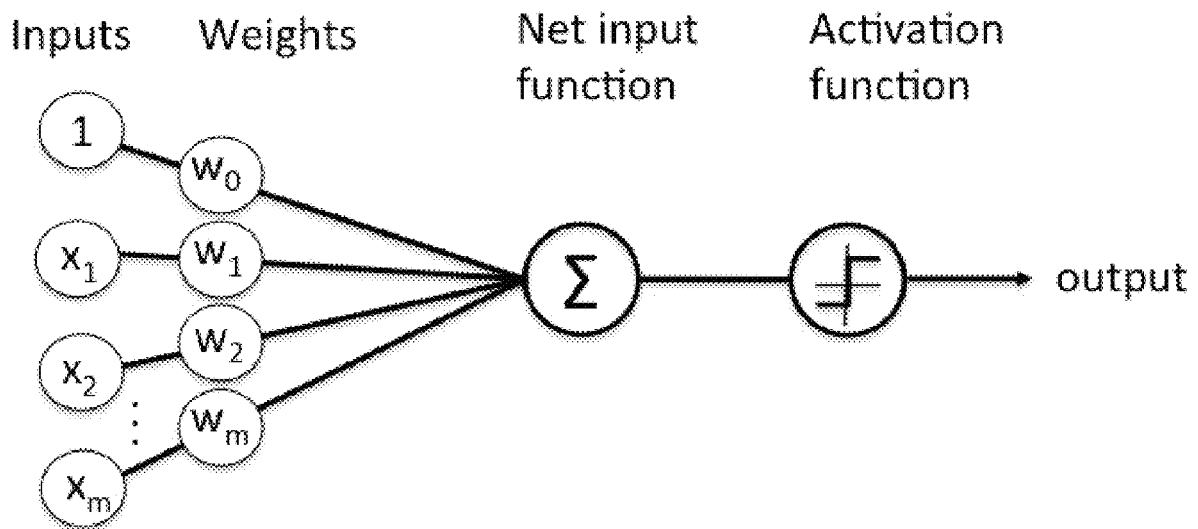 Inputs Weights Net input function Activation function
1
w₀
x₁ w₁
Σ
output
x₂ w₂
⋮
wₘ
xₘ